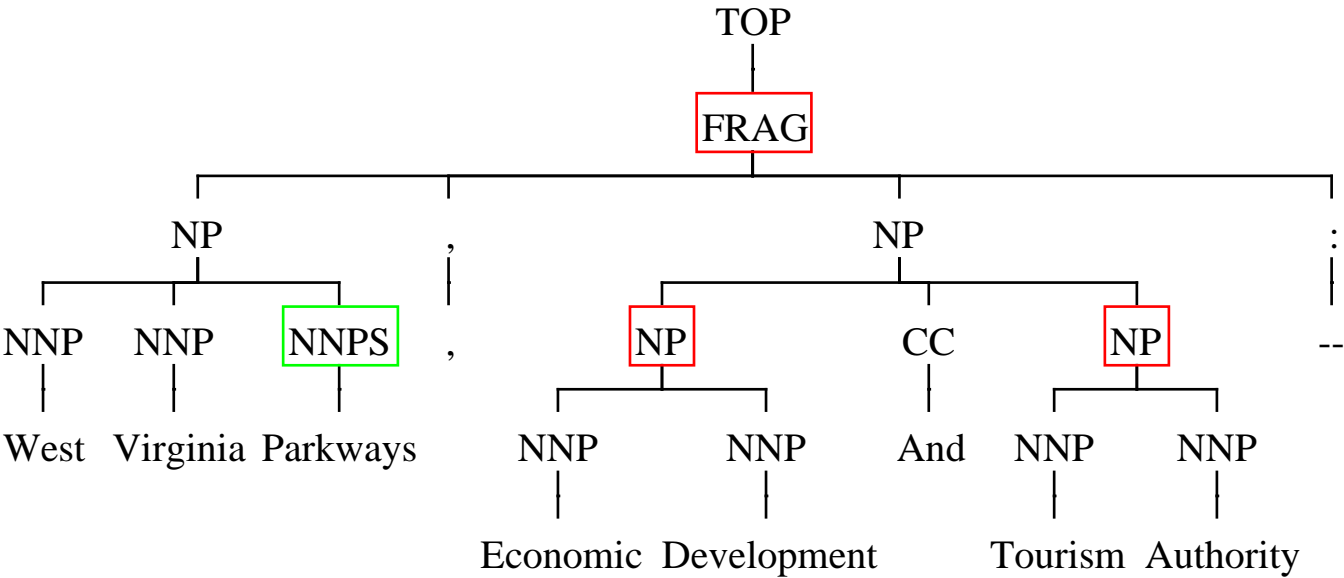 TOP
FRAG
NP , NP :
NNP NNP NNPS , NP CC NP --
West Virginia Parkways NNP NNP And NNP NNP
Economic Development Tourism Authority